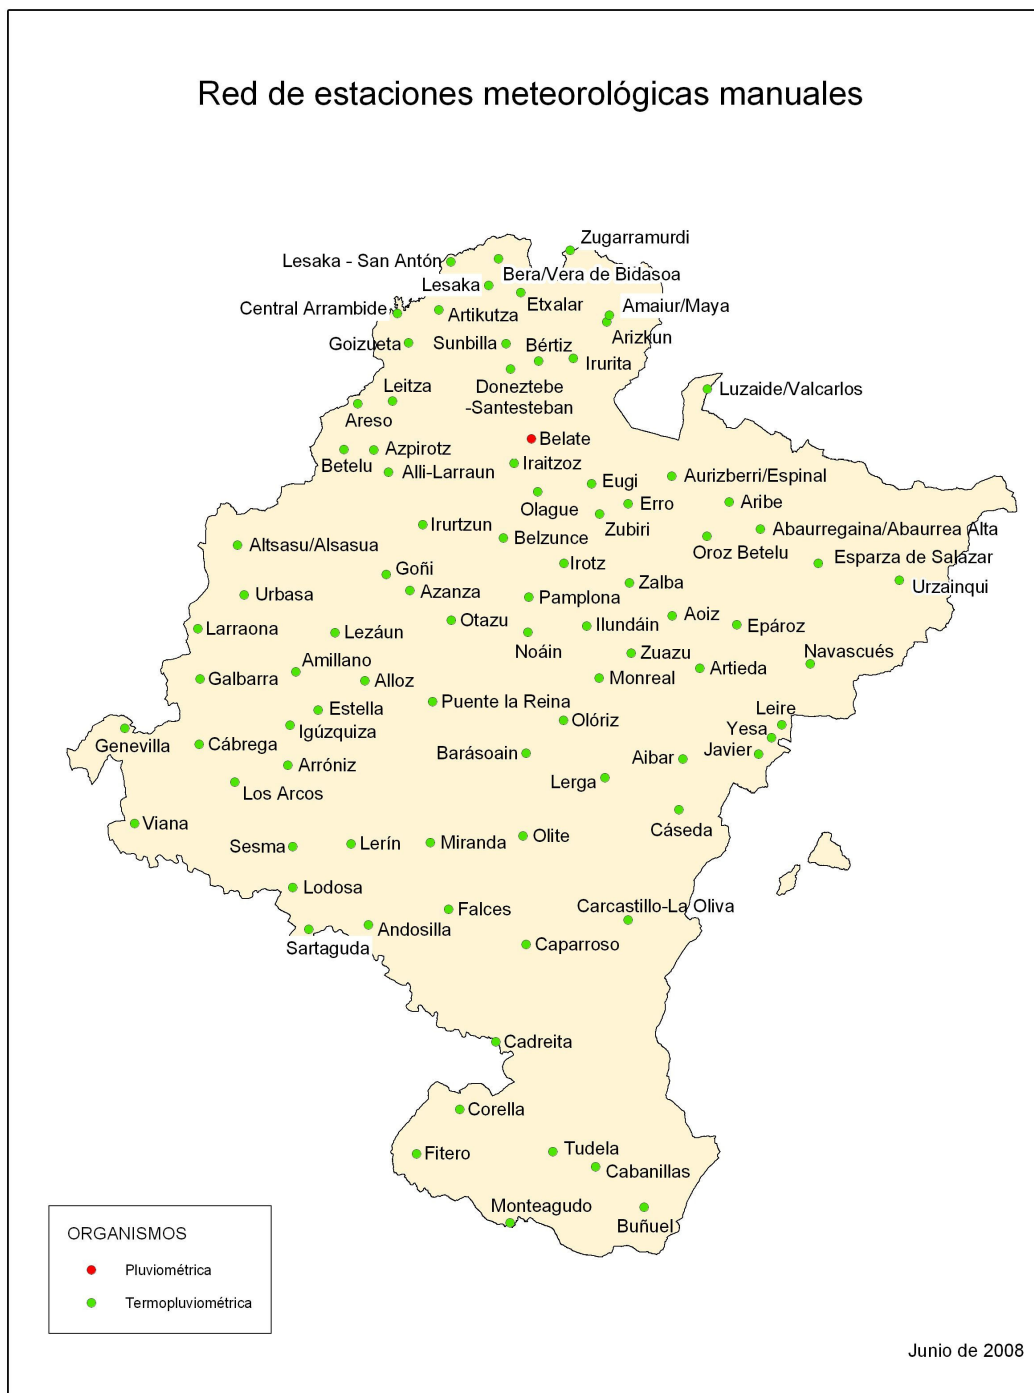 Red de estaciones meteorológicas manuales
Zugarramurdi
Lesaka - San Antón
Bera/Vera de Bidasoa
Lesaka
Etxalar
Amaiur/Maya
Central Arrambide
Artikutza
Arizkun
Goizueta
Sunbilla
Bértiz
Irurita
Leitza
Doneztebe
-Santesteban
Luzaide/Valcarlos
Areso
Belate
Azpirotz
Betelu
Iraitzoz
Alli-Larraun
Eugi
Aurizberri/Espinal
Olague
Erro
Aribe
Irurtzun
Zubiri
Abaurregaina/Abaurrea Alta
Belzunce
Oroz Betelu
Altsasu/Alsasua
Irotz
Esparza de Salazar
Goñi
Zalba
Urzainqui
Urbasa
Azanza
Pamplona
Otazu
Ilundáin
Aoiz
Epároz
Larraona
Lezáun
Noáin
Zuazu
Navascués
Amillano
Artieda
Galbarra
Alloz
Monreal
Puente la Reina
Estella
Leire
Olóriz
Igúzquiza
Yesa
Genevilla
Cábrega
Barásoain
Aibar
Javier
Arróniz
Lerga
Los Arcos
Viana
Cáseda
Sesma
Lerín
Miranda
Olite
Lodosa
Falces
Carcastillo-La Oliva
Andosilla
Sartaguda
Caparroso
Cadreita
Corella
Fitero
Tudela
Cabanillas
Monteagudo
Buñuel
ORGANISMOS
Pluviométrica
Termopluviométrica
Junio de 2008